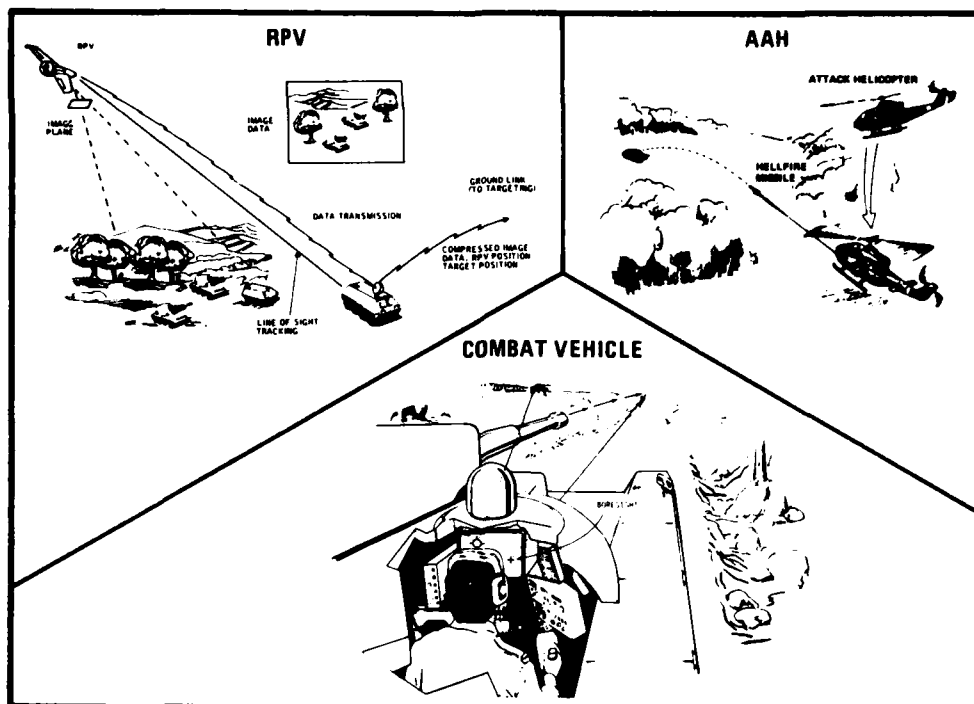 RPV
RPV
IMAGE
PLANE
IMAGE
DATA
GROUND LINK
(TO TARGETING)
DATA TRANSMISSION
COMPRESSED IMAGE
DATA, RPV POSITION
TARGET POSITION
LINE OF SIGHT
TRACKING
AAH
ATTACK HELICOPTER
HELLFIRE
MISSILE
COMBAT VEHICLE
BORESIGHT